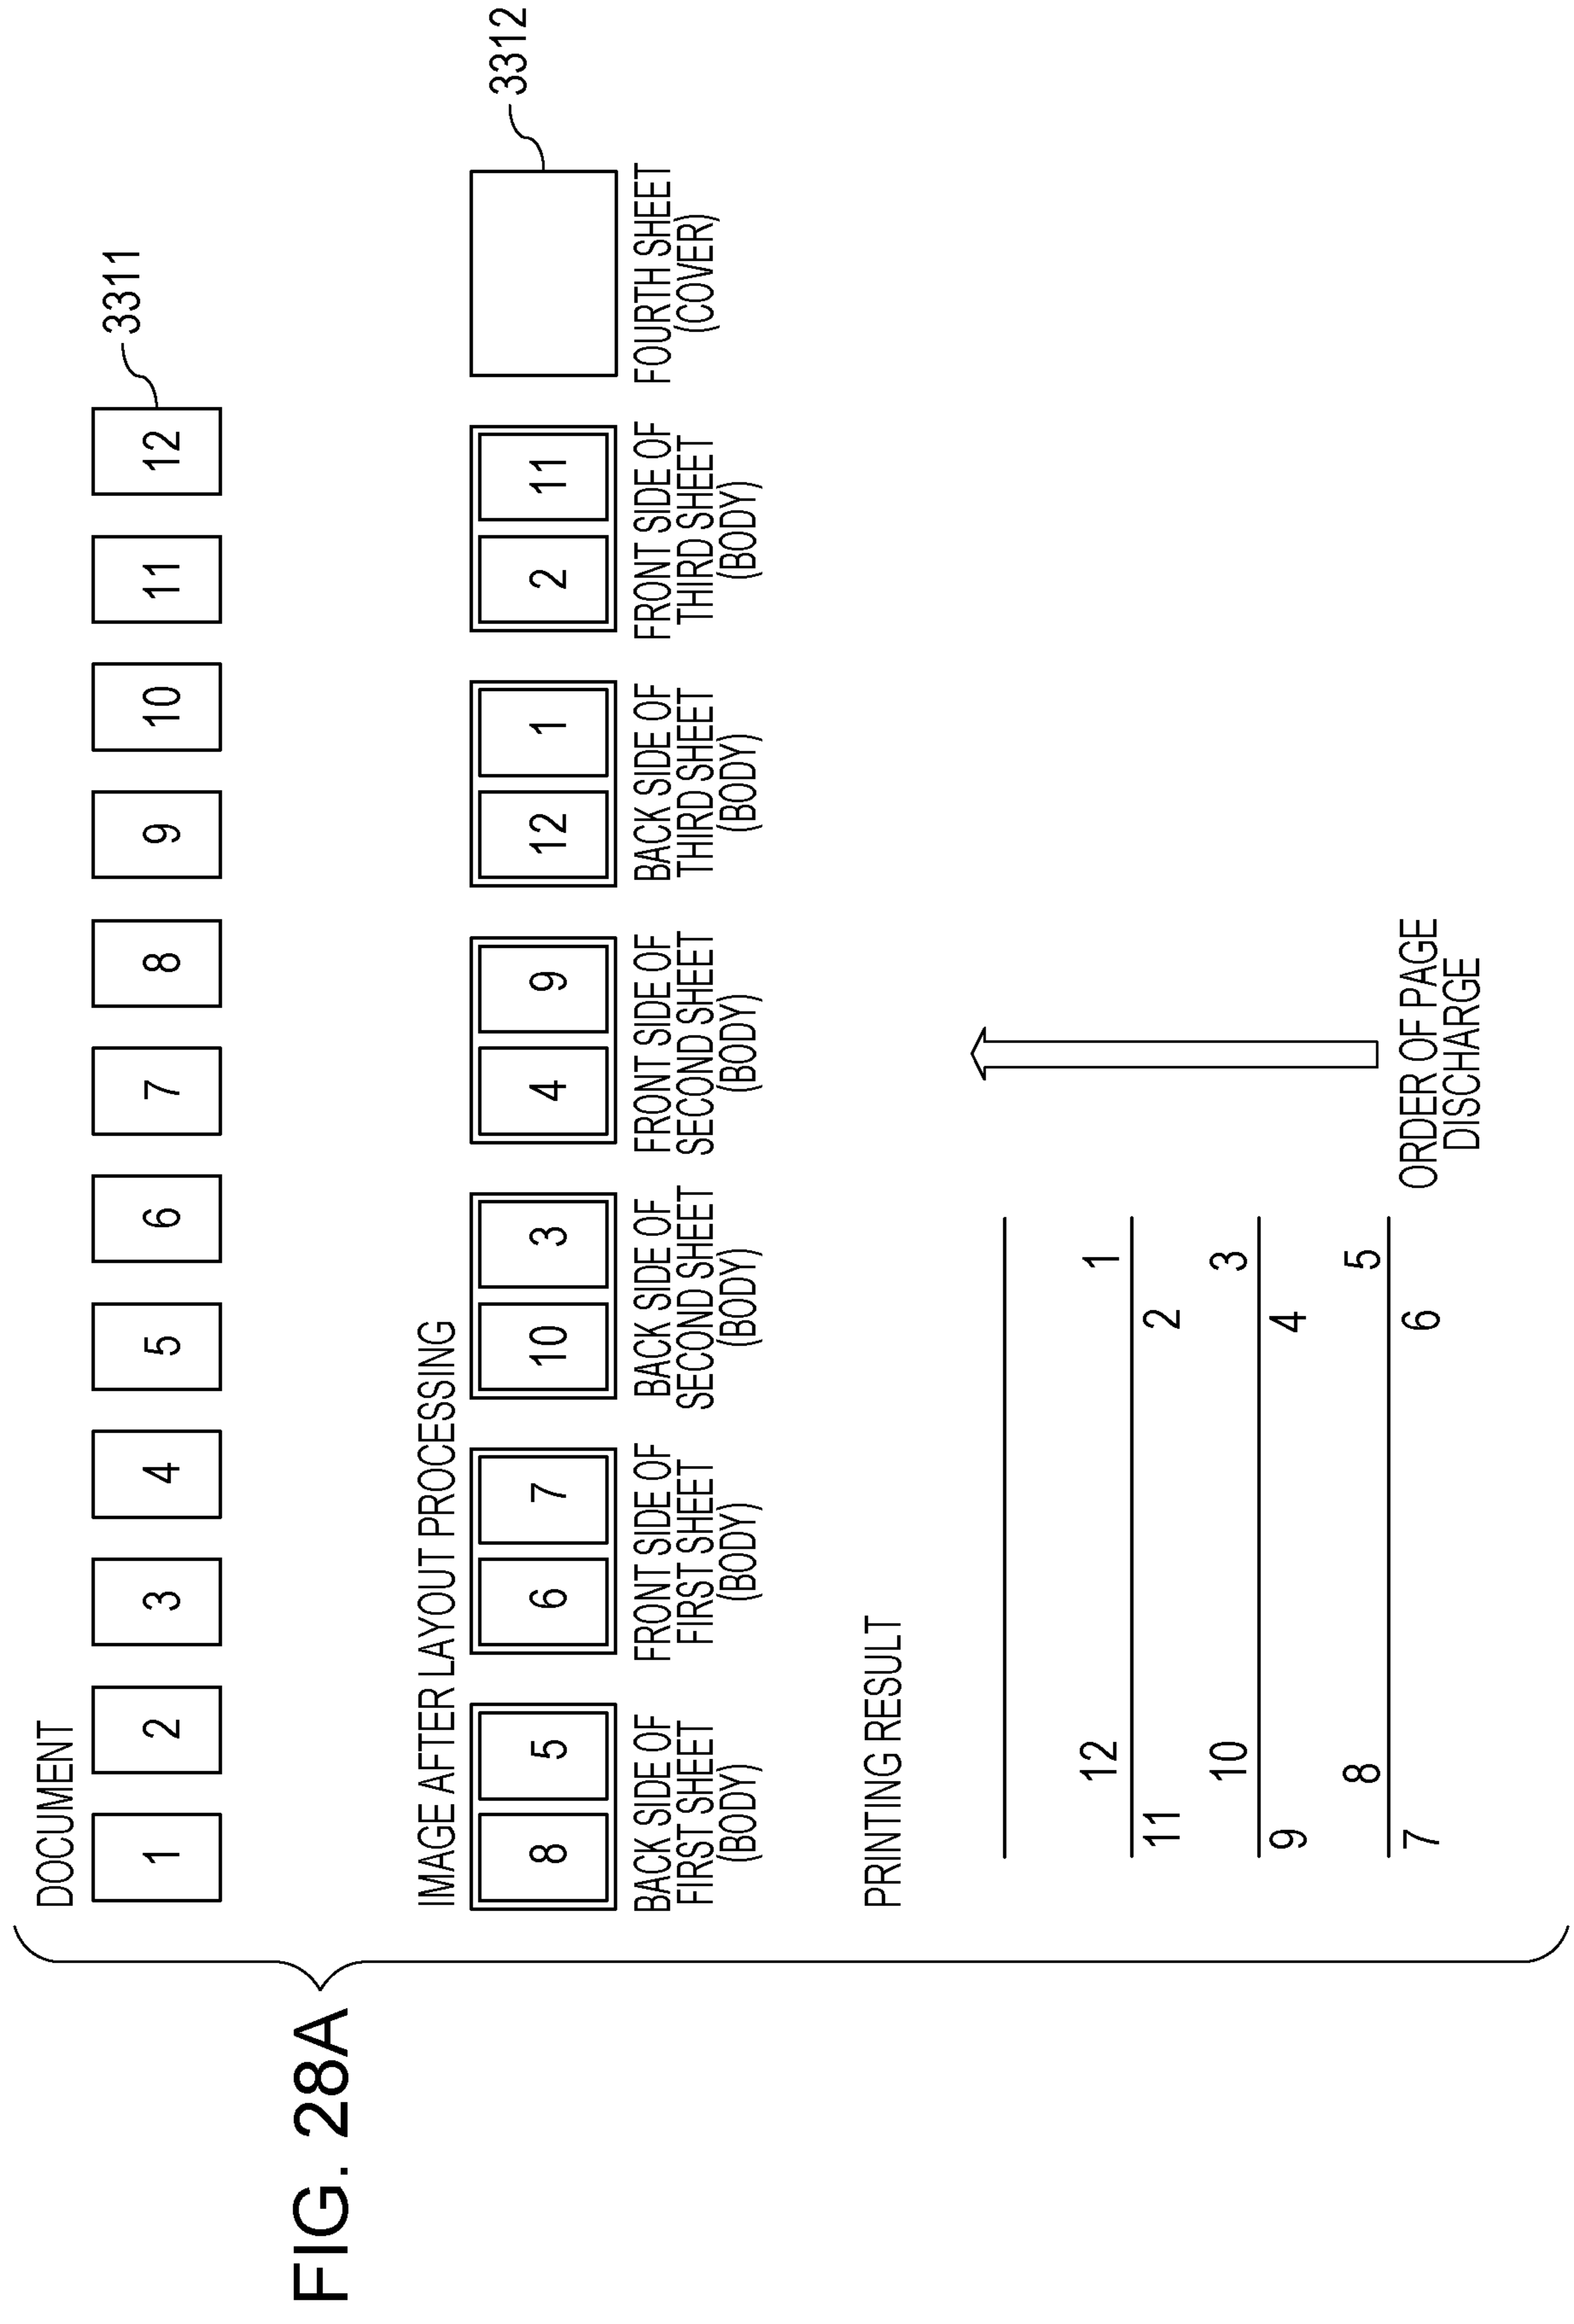 FIG. 28A
DOCUMENT
1 2 3 4 5 6 7 8 9 10 11 12
3311
IMAGE AFTER LAYOUT PROCESSING
8 5 6 7 10 3 4 9 12 1 2 11
3312
BACK SIDE OF
FIRST SHEET
(BODY)
FRONT SIDE OF
FIRST SHEET
(BODY)
BACK SIDE OF
SECOND SHEET
(BODY)
FRONT SIDE OF
SECOND SHEET
(BODY)
BACK SIDE OF
THIRD SHEET
(BODY)
FRONT SIDE OF
THIRD SHEET
(BODY)
FOURTH SHEET
(COVER)
PRINTING RESULT
12 1
11 2
10 3
9 4
8 5
7 6
ORDER OF PAGE
DISCHARGE